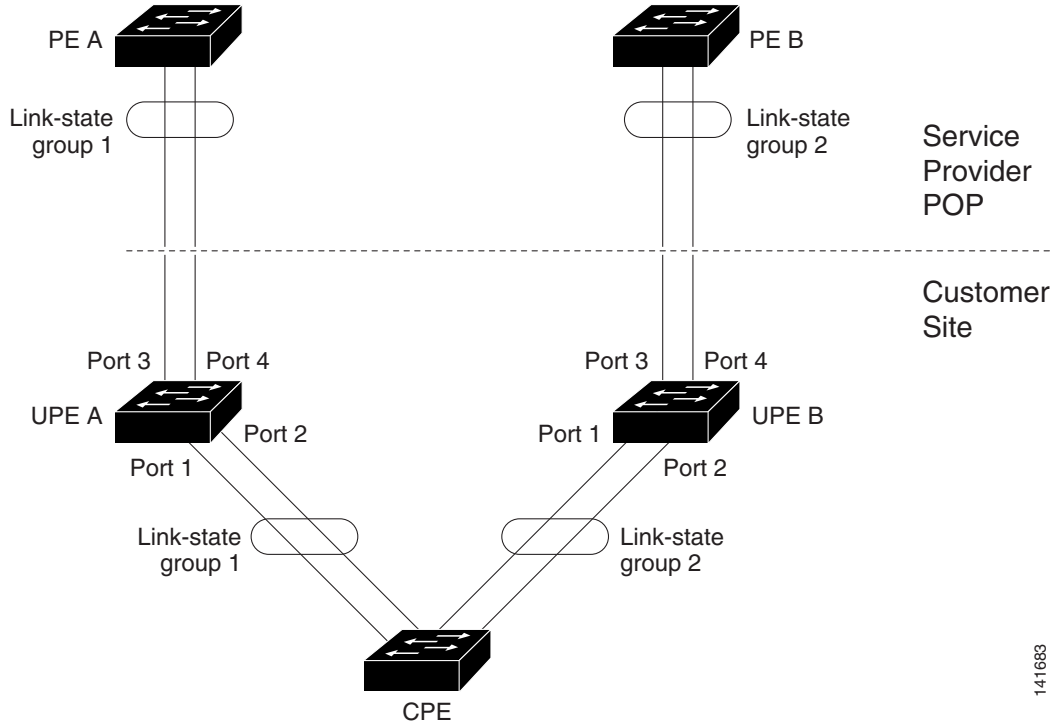 PE A
PE B
Link-state
group 1
Link-state
group 2
Service
Provider
POP
Customer
Site
Port 3
Port 4
Port 3
Port 4
UPE A
UPE B
Port 2
Port 1
Port 1
Port 2
Link-state
group 1
Link-state
group 2
CPE
141683